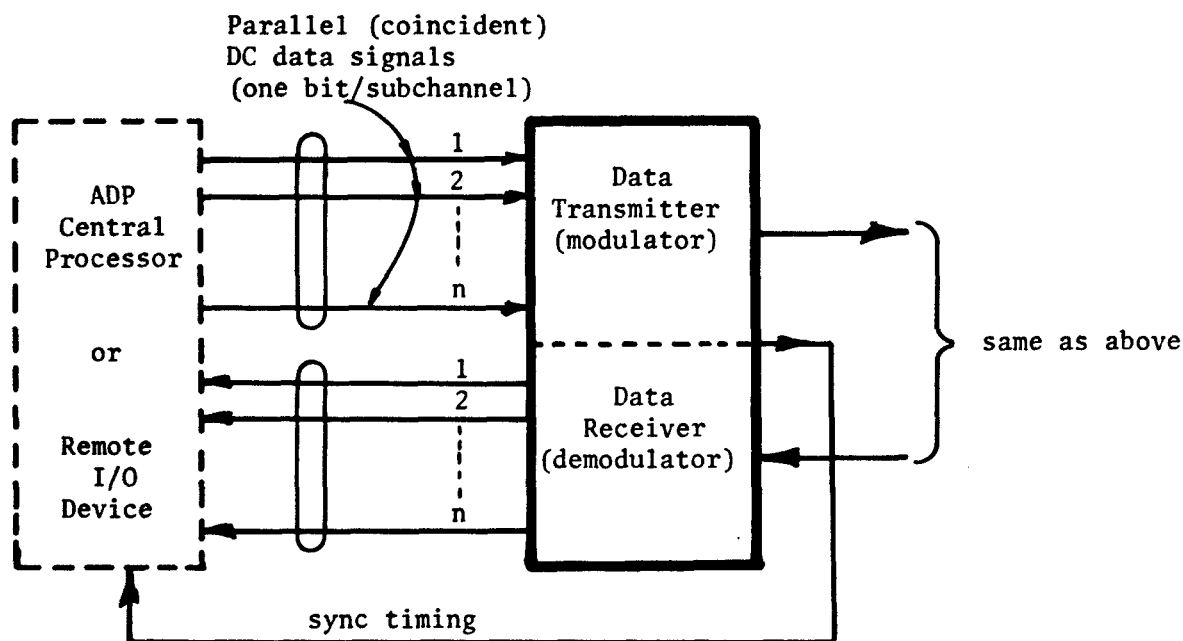 Parallel (coincident)
DC data signals
(one bit/subchannel)
ADP
Central
Processor
or
Remote
I/O
Device
1
2
n
1
2
n
Data
Transmitter
(modulator)
Data
Receiver
(demodulator)
same as above
sync timing